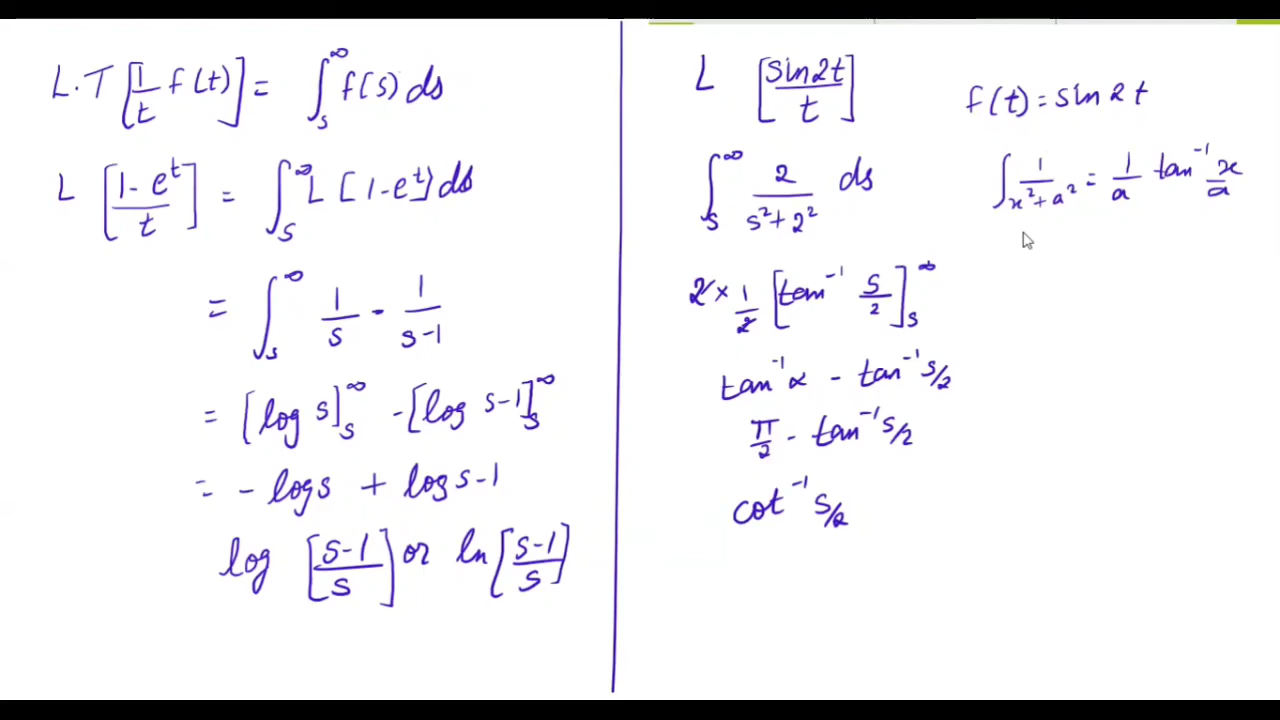 L.T [1/t f(t)] = ∫_s^∞ f(s) ds
L [(1-e^t)/t] = ∫_s^∞ L [1-e^t] ds
= ∫_s^∞ 1/s - 1/(s-1)
= [log s]_s^∞ - [log s-1]_s^∞
= - log s + log s-1
log [(s-1)/s] or ln [(s-1)/s]
L [sin2t/t]
f(t) = sin 2t
∫_s^∞ 2/(s²+2²) ds
∫ 1/(x²+a²) = 1/a tan⁻¹ x/a
2 × 1/2 [tan⁻¹ s/2]_s^∞
tan⁻¹ ∝ - tan⁻¹ s/2
π/2 - tan⁻¹ s/2
cot⁻¹ s/2